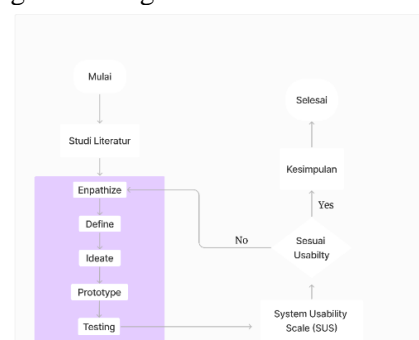 Mulai
Studi Literatur
Enpathize
Define
Ideate
Prototype
Testing
System Usability
Scale (SUS)
Sesuai
Usabilty
No
Yes
Kesimpulan
Selesai